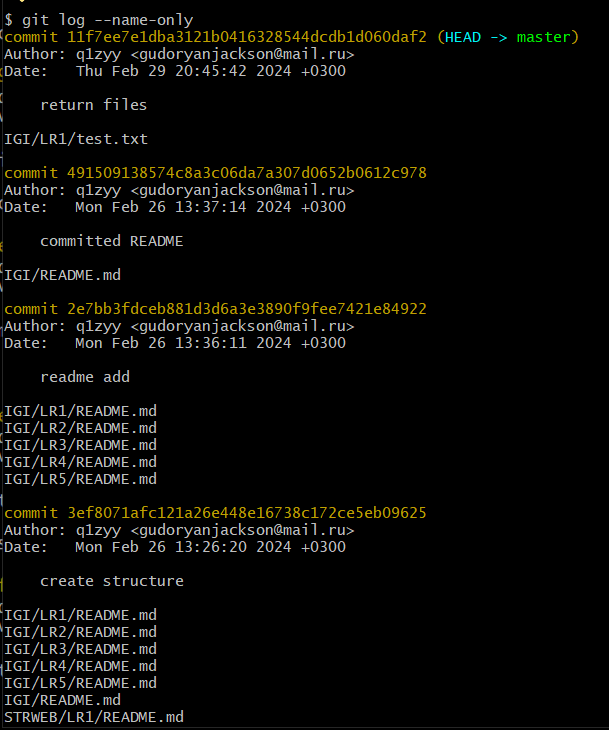 $ git log --name-only
commit 11f7ee7e1dba3121b0416328544dcdb1d060daf2 (HEAD -> master)
Author: q1zyy <gudoryanjackson@mail.ru>
Date:   Thu Feb 29 20:45:42 2024 +0300
    return files
IGI/LR1/test.txt
commit 491509138574c8a3c06da7a307d0652b0612c978
Author: q1zyy <gudoryanjackson@mail.ru>
Date:   Mon Feb 26 13:37:14 2024 +0300
    committed README
IGI/README.md
commit 2e7bb3fdceb881d3d6a3e3890f9fee7421e84922
Author: q1zyy <gudoryanjackson@mail.ru>
Date:   Mon Feb 26 13:36:11 2024 +0300
    readme add
IGI/LR1/README.md
IGI/LR2/README.md
IGI/LR3/README.md
IGI/LR4/README.md
IGI/LR5/README.md
commit 3ef8071afc121a26e448e16738c172ce5eb09625
Author: q1zyy <gudoryanjackson@mail.ru>
Date:   Mon Feb 26 13:26:20 2024 +0300
    create structure
IGI/LR1/README.md
IGI/LR2/README.md
IGI/LR3/README.md
IGI/LR4/README.md
IGI/LR5/README.md
IGI/README.md
STRWEB/LR1/README.md